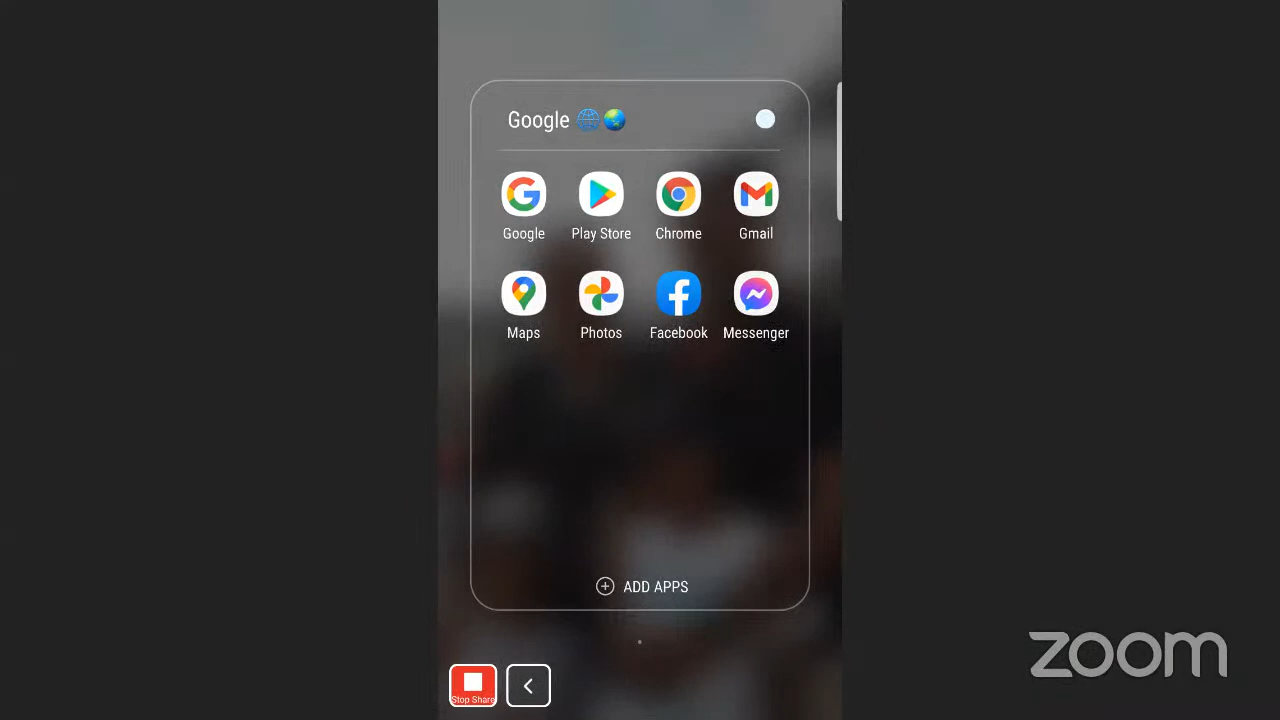 Google 🌐🌏
Google Play Store Chrome Gmail
Maps Photos Facebook Messenger
ADD APPS
Stop Share
zoom